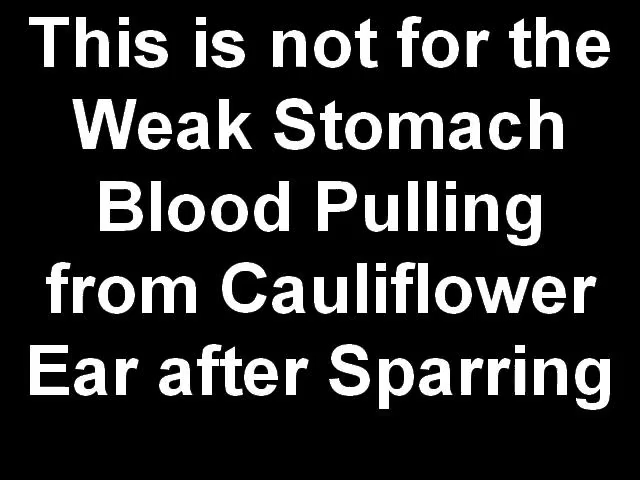 This is not for the
Weak Stomach
Blood Pulling
from Cauliflower
Ear after Sparring